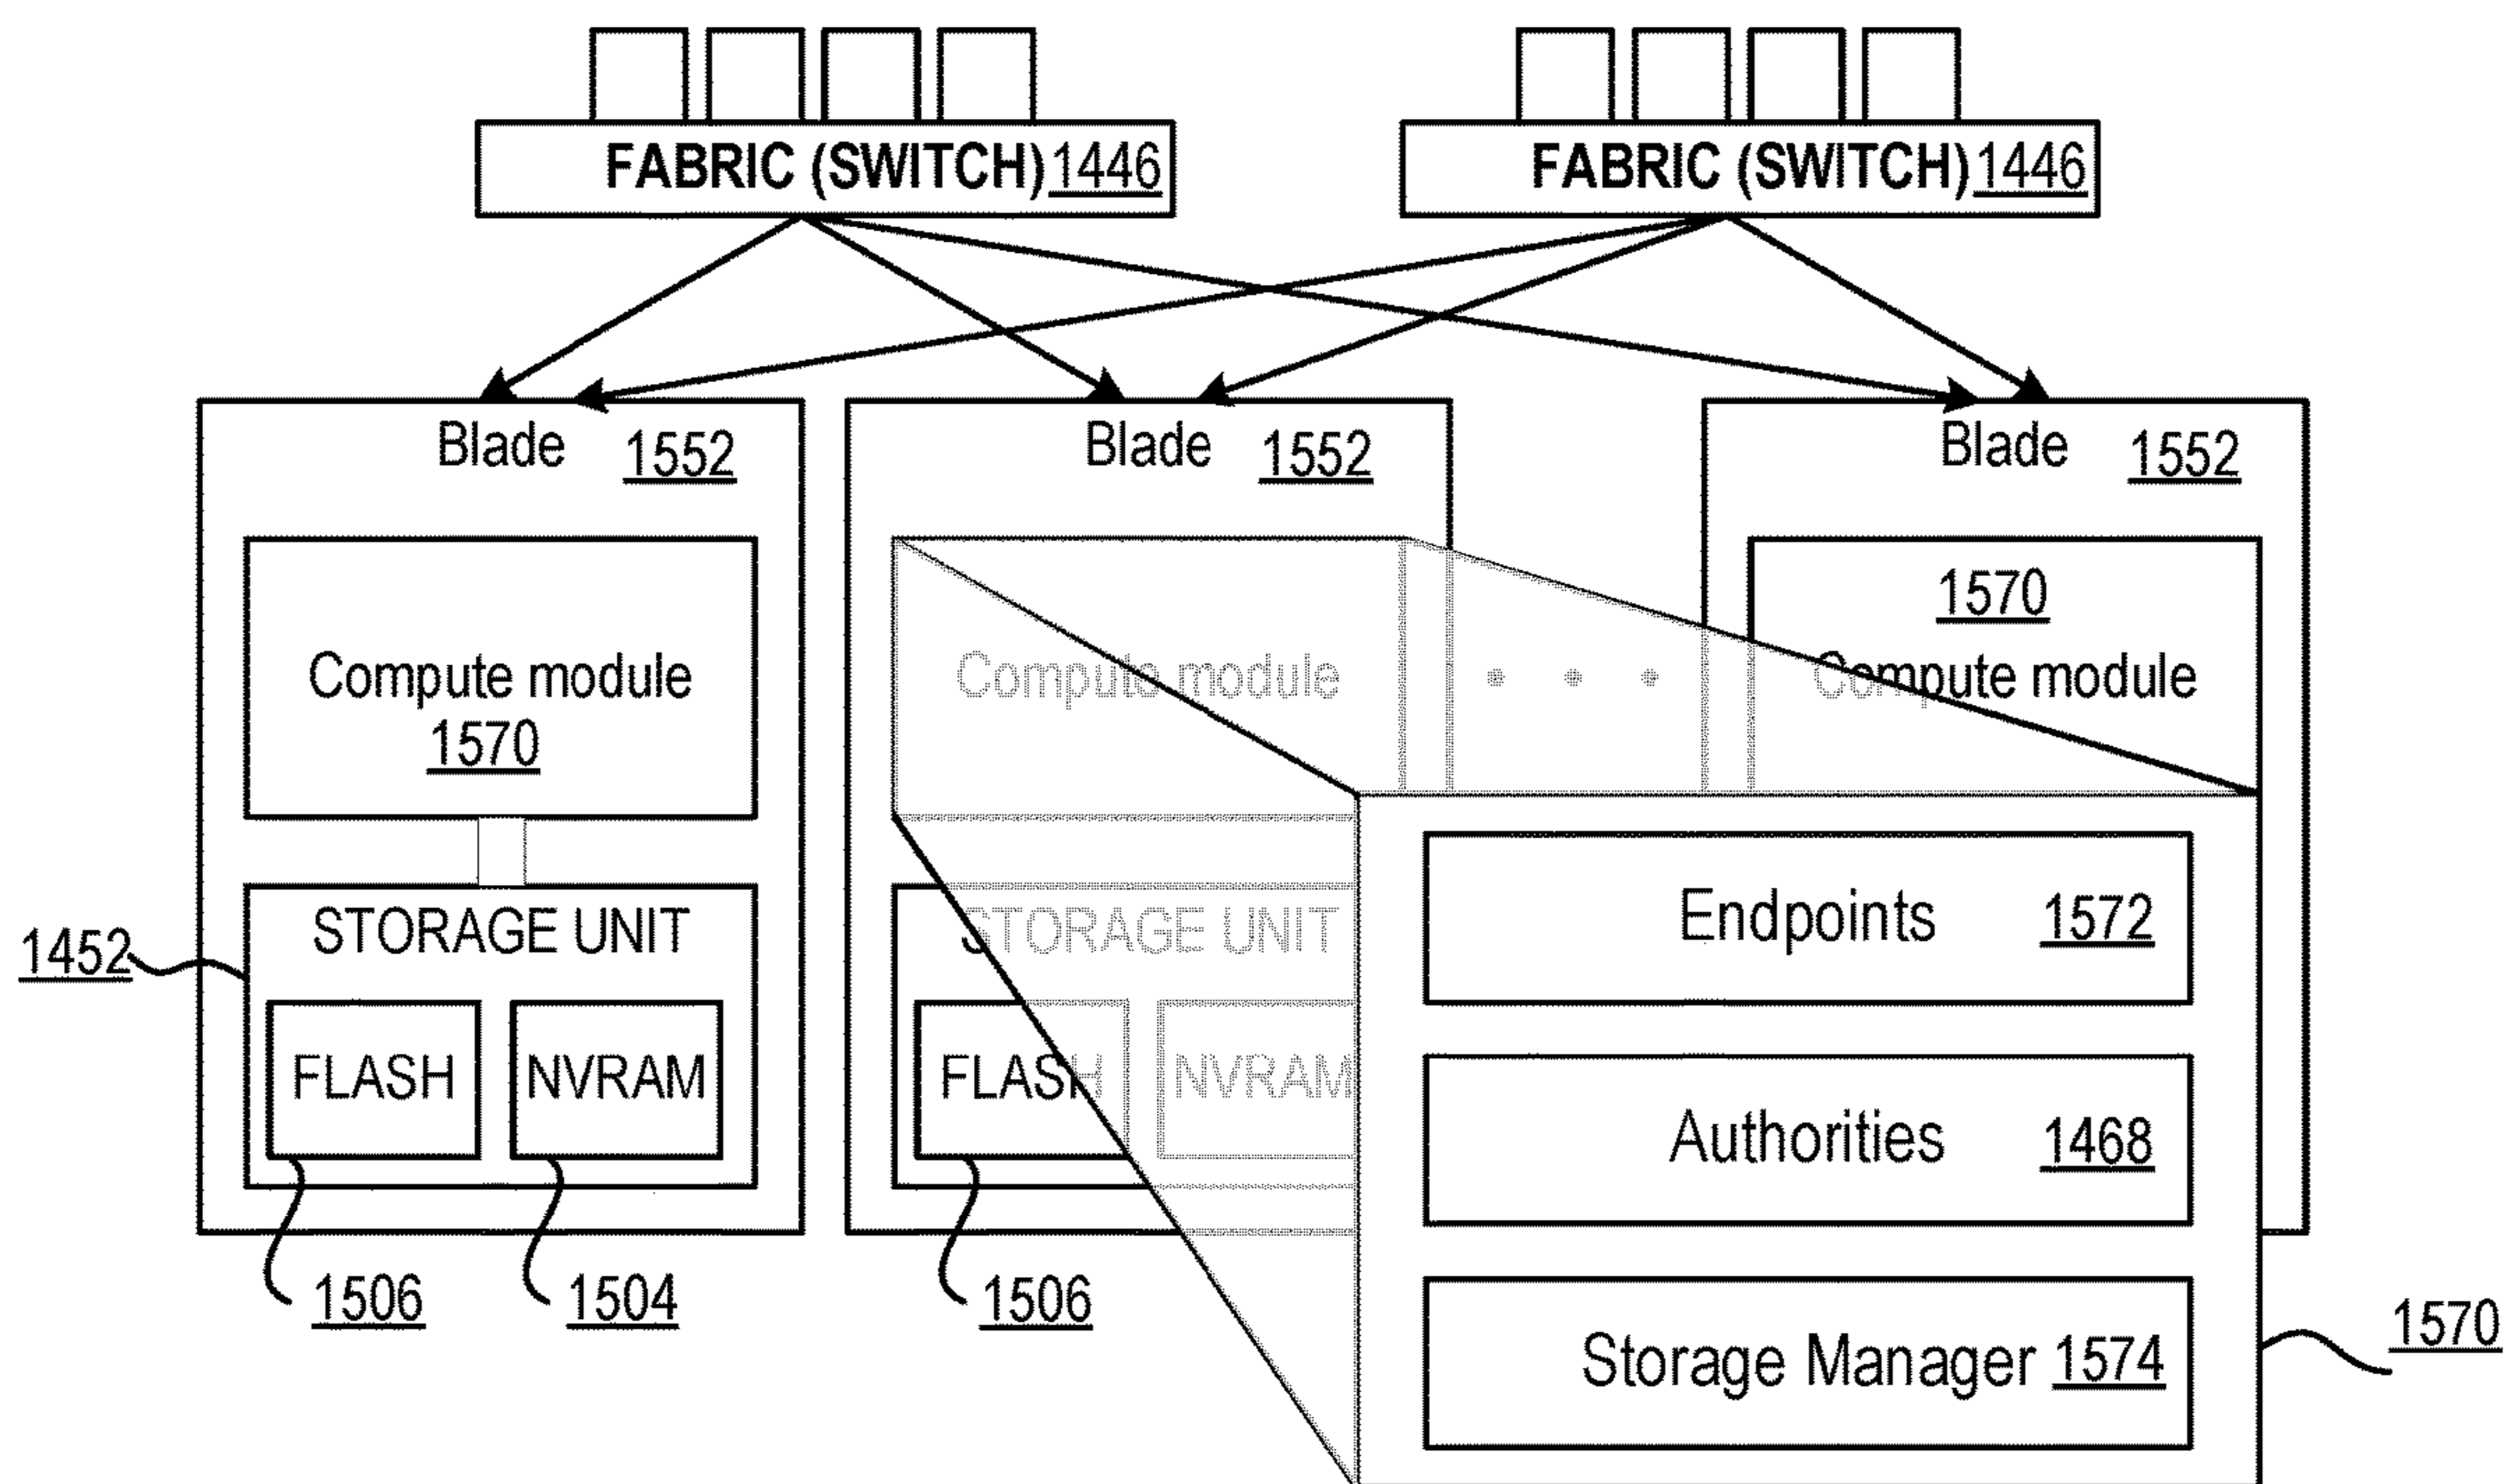 FABRIC (SWITCH) 1446
FABRIC (SWITCH) 1446
Blade 1552
Blade 1552
Blade 1552
Compute module
1570
Compute module
1570
Compute module
STORAGE UNIT
1452
FLASH
NVRAM
1506
1504
STORAGE UNIT
FLASH
NVRAM
1506
Endpoints 1572
Authorities 1468
Storage Manager 1574
1570